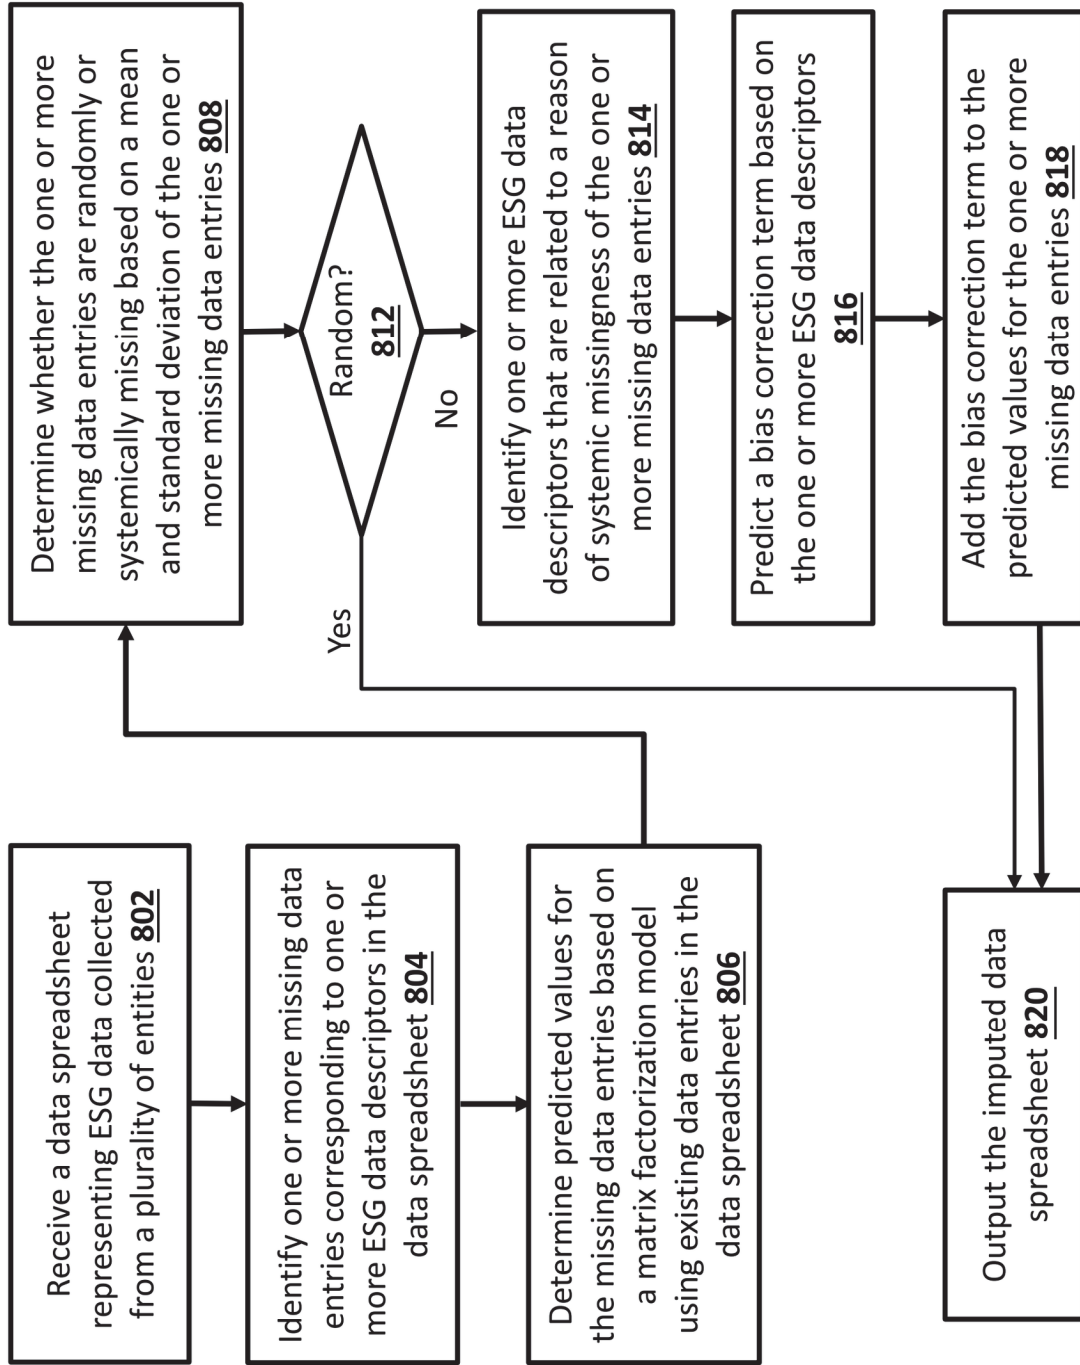 Receive a data spreadsheet
representing ESG data collected
from a plurality of entities 802
Identify one or more missing data
entries corresponding to one or
more ESG data descriptors in the
data spreadsheet 804
Determine predicted values for
the missing data entries based on
a matrix factorization model
using existing data entries in the
data spreadsheet 806
Determine whether the one or more
missing data entries are randomly or
systemically missing based on a mean
and standard deviation of the one or
more missing data entries 808
Random?
812
Yes
No
Identify one or more ESG data
descriptors that are related to a reason
of systemic missingness of the one or
more missing data entries 814
Predict a bias correction term based on
the one or more ESG data descriptors
816
Add the bias correction term to the
predicted values for the one or more
missing data entries 818
Output the imputed data
spreadsheet 820